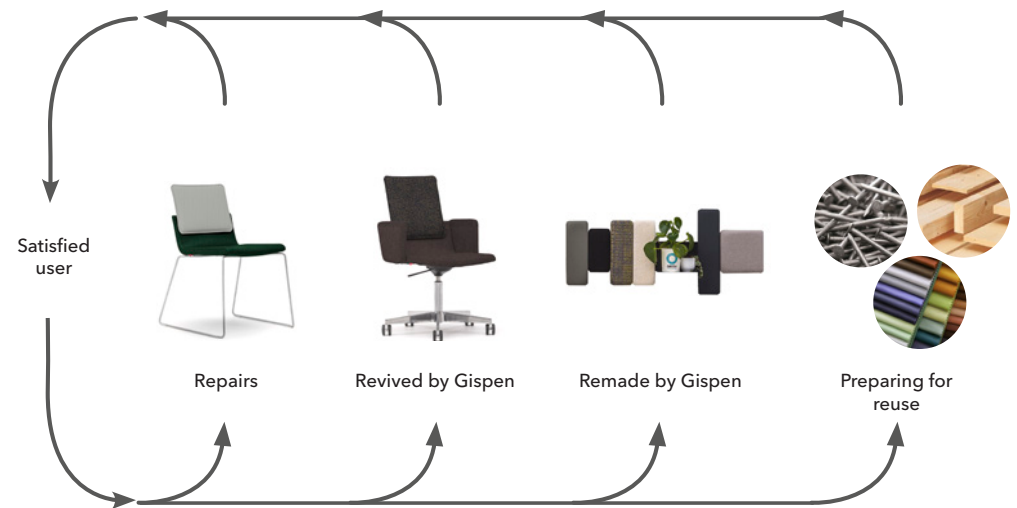 Satisfied
user
Repairs
Revived by Gispen
Remade by Gispen
Preparing for
reuse